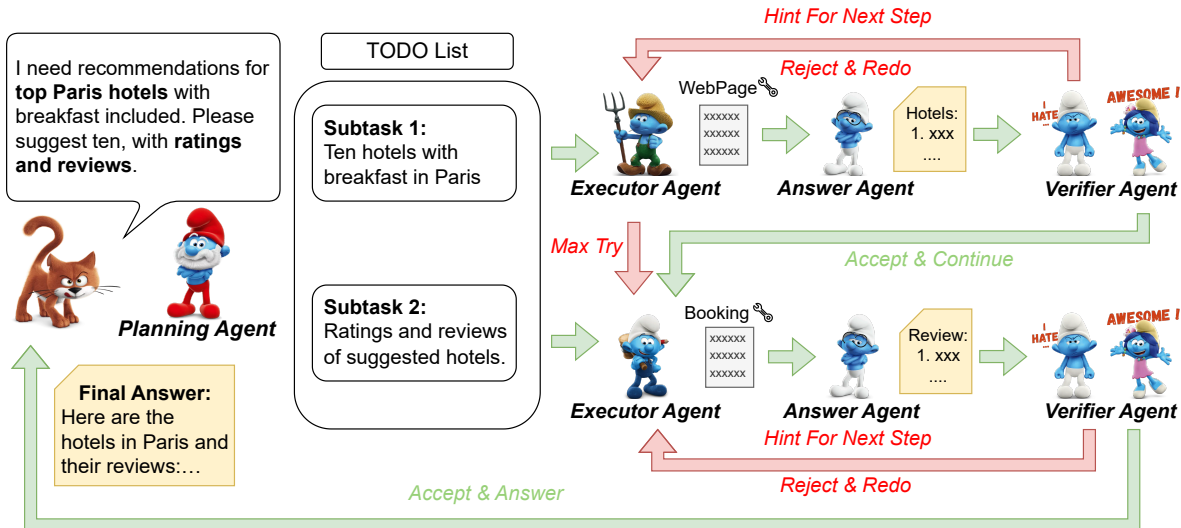 I need recommendations for
top Paris hotels with
breakfast included. Please
suggest ten, with ratings
and reviews.
Planning Agent
Final Answer:
Here are the
hotels in Paris and
their reviews:…
TODO List
Subtask 1:
Ten hotels with
breakfast in Paris
Subtask 2:
Ratings and reviews
of suggested hotels.
Hint For Next Step
Reject & Redo
WebPage
xxxxxx
xxxxxx
xxxxxx
Hotels:
1. xxx
....
I
HATE
...
AWESOME !
Executor Agent
Answer Agent
Verifier Agent
Max Try
Accept & Continue
Booking
xxxxxx
xxxxxx
xxxxxx
Review:
1. xxx
....
I
HATE
...
AWESOME !
Executor Agent
Answer Agent
Verifier Agent
Hint For Next Step
Reject & Redo
Accept & Answer